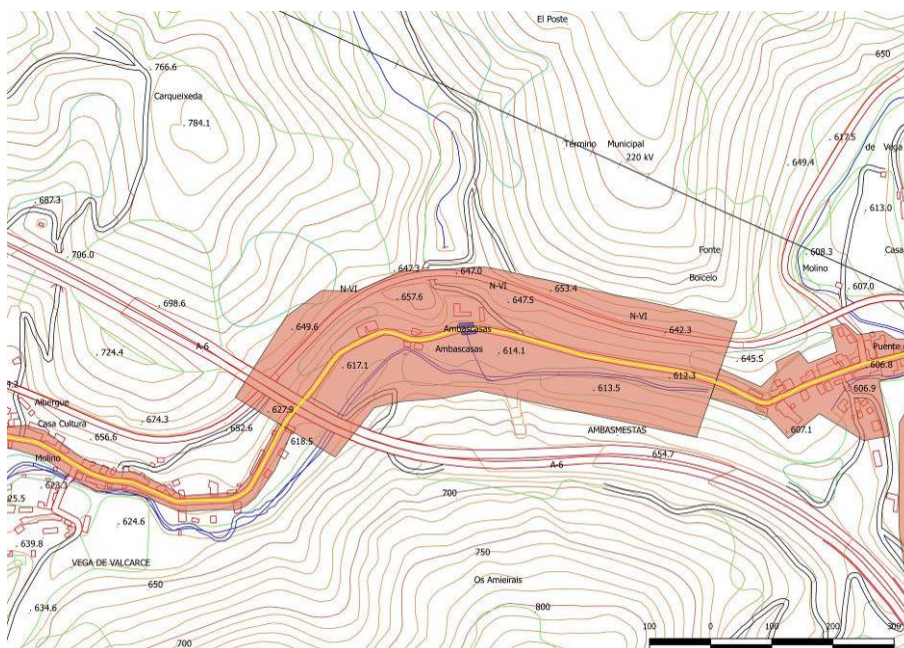 El Poste
650
. 766.6
Carqueixeda
. 784.1
. 617.5
Término Municipal
220 kV
de Vega
. 649.4
. 687.3
613.0
. 706.0
Fonte
Boicelo
. 608.3
Casa
Molino
. 647.3
. 647.0
N-VI
N-VI
. 653.4
607.0
. 657.6
. 647.5
. 698.6
N-VI
. 649.6
Ambascasas
. 642.3
A-6
Puente
. 724.4
Ambascasas
. 614.1
645.5
. 617.1
. 606.8
. 612.3
. 613.5
. 606.9
Albergue
. 627.9
Casa Cultura
. 674.3
. 652.6
AMBASMESTAS
. 656.6
. 618.5
. 607.1
Molino
. 654.7
A-6
. 623.3
700
. 624.6
. 639.8
750
VEGA DE VALCARCE
650
Os Amieirais
. 634.6
800
100 0 100 200 300
700